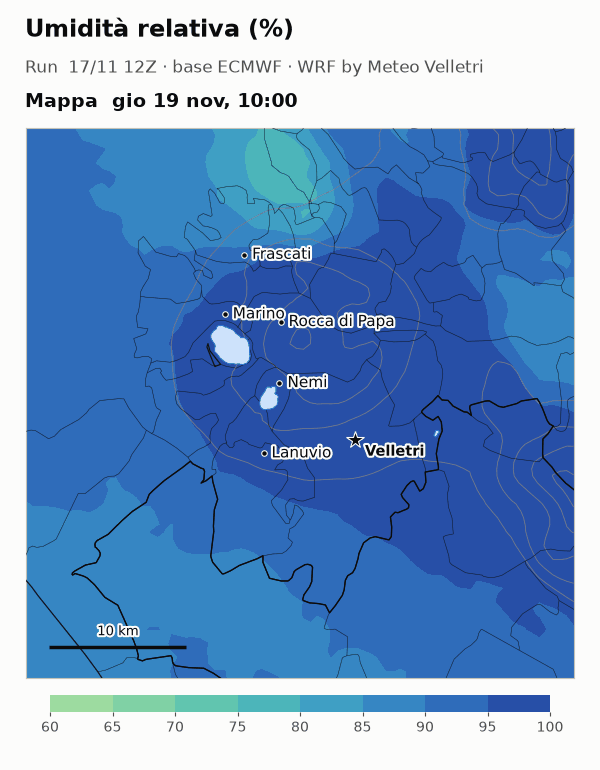 Umidità relativa (%)
Run  17/11 12Z · base ECMWF · WRF by Meteo Velletri
Mappa  gio 19 nov, 10:00
Frascati
Marino
Rocca di Papa
Nemi
Velletri
Lanuvio
10 km
60 65 70 75 80 85 90 95 100